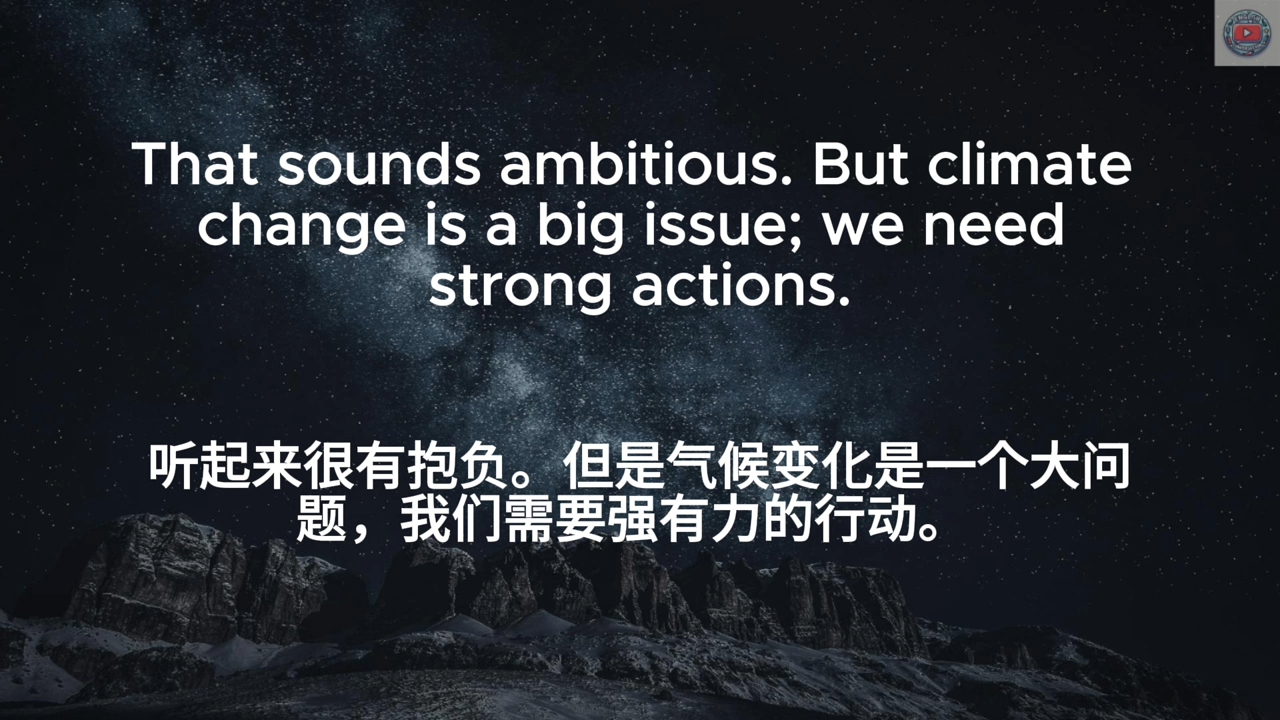 That sounds ambitious. But climate
change is a big issue; we need
strong actions.
听起来很有抱负。 但是气候变化是一个大问
题，我们需要强有力的行动。